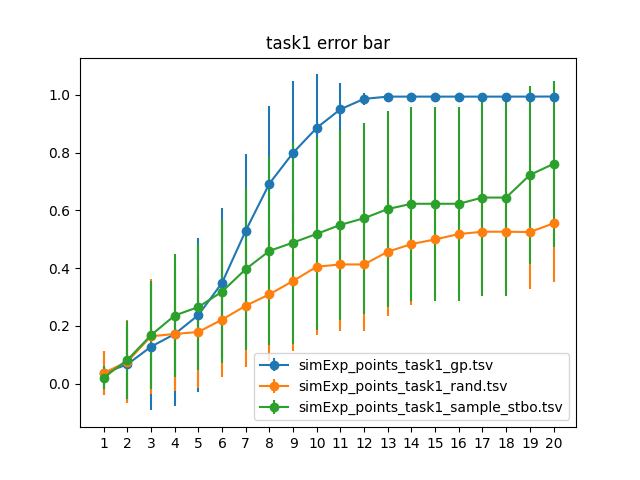 task1 error bar
1.0
0.8
0.6
0.4
0.2
0.0
simExp_points_task1_gp.tsv
simExp_points_task1_rand.tsv
simExp_points_task1_sample_stbo.tsv
1 2 3 4 5 6 7 8 9 10 11 12 13 14 15 16 17 18 19 20